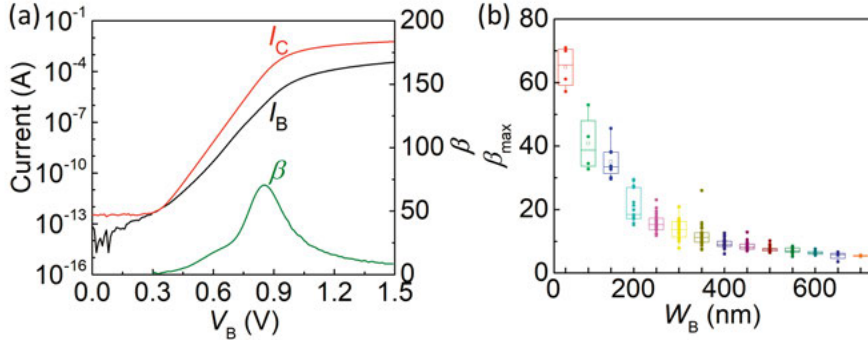 (a)
Current (A)
10⁻¹
10⁻⁴
10⁻⁷
10⁻¹⁰
10⁻¹³
10⁻¹⁶
I_C
I_B
β
200
150
100
50
0
β
0.0 0.3 0.6 0.9 1.2 1.5
V_B (V)
(b)
β_max
80
60
40
20
0
0 200 400 600
W_B (nm)